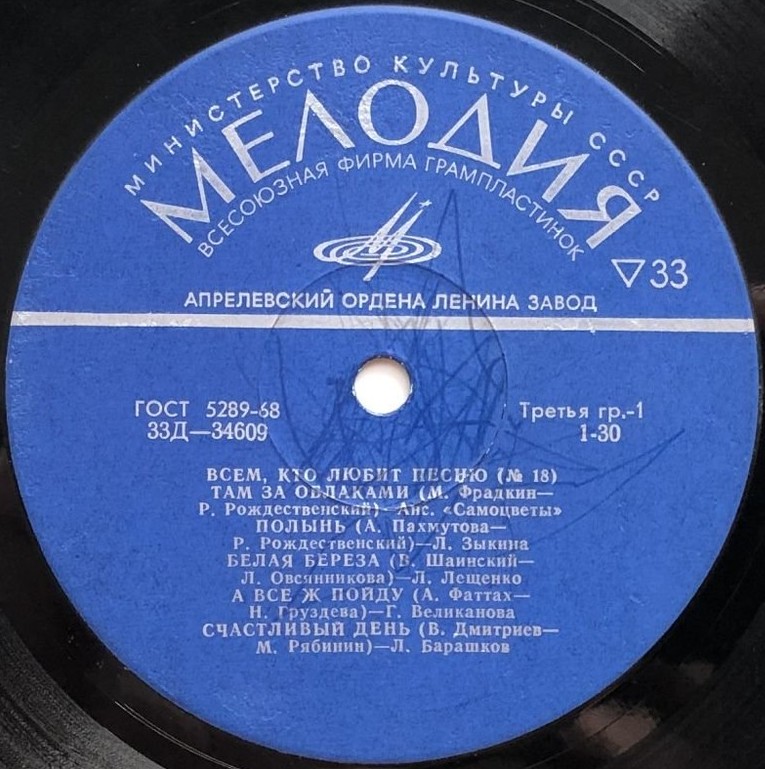 МИНИСТЕРСТВО КУЛЬТУРЫ СССР
МЕЛОДИЯ
ВСЕСОЮЗНАЯ ФИРМА ГРАМПЛАСТИНОК
▽33
АПРЕЛЕВСКИЙ ОРДЕНА ЛЕНИНА ЗАВОД
ГОСТ 5289-68
33Д—34609
Третья гр.-1
1-30
ВСЕМ, КТО ЛЮБИТ ПЕСНЮ (№ 18)
ТАМ ЗА ОБЛАКАМИ (М. Фрадкин—
Р. Рождественский)—Анс. «Самоцветы»
ПОЛЫНЬ (А. Пахмутова—
Р. Рождественский)—Л. Зыкина
БЕЛАЯ БЕРЕЗА (В. Шаинский—
Л. Овсянникова)—Л. Лещенко
А ВСЕ Ж ПОЙДУ (А. Фаттах—
Н. Груздева)—Г. Великанова
СЧАСТЛИВЫЙ ДЕНЬ (В. Дмитриев—
М. Рябинин)—Л. Барашков